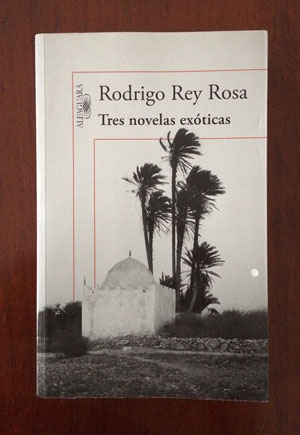 ALFAGUARA
Rodrigo Rey Rosa
Tres novelas exóticas